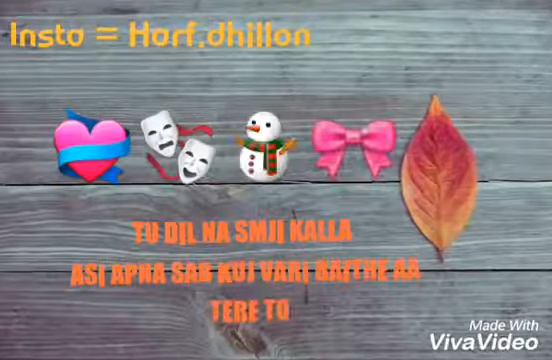 Insta = Harf.dhillon
TU DIL NA SMJI KALLA
ASI APNA SAB KUJ VARI BAITHE AA
TERE TO
Made With
VivaVideo